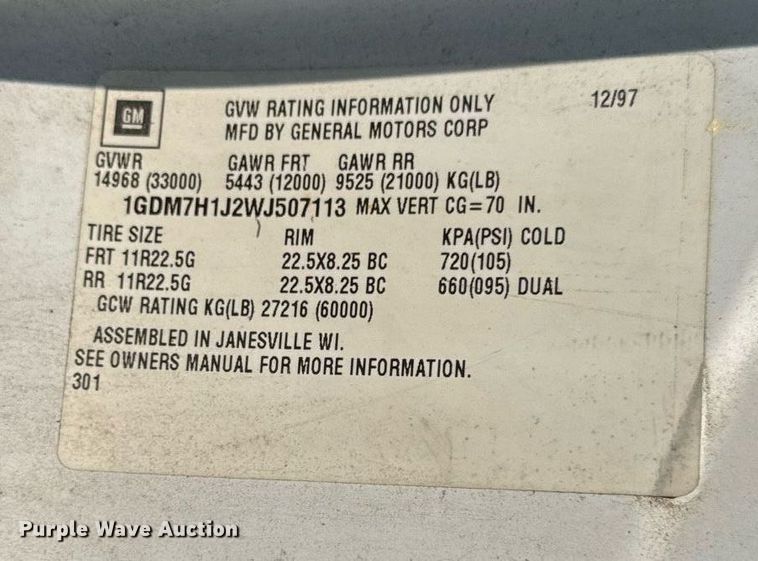 GM
GVW RATING INFORMATION ONLY 12/97
MFD BY GENERAL MOTORS CORP
GVWR GAWR FRT GAWR RR
14968 (33000) 5443 (12000) 9525 (21000) KG(LB)
1GDM7H1J2WJ507113 MAX VERT CG=70 IN.
TIRE SIZE RIM KPA(PSI) COLD
FRT 11R22.5G 22.5X8.25 BC 720(105)
RR 11R22.5G 22.5X8.25 BC 660(095) DUAL
GCW RATING KG(LB) 27216 (60000)
ASSEMBLED IN JANESVILLE WI.
SEE OWNERS MANUAL FOR MORE INFORMATION.
301
Purple Wave Auction